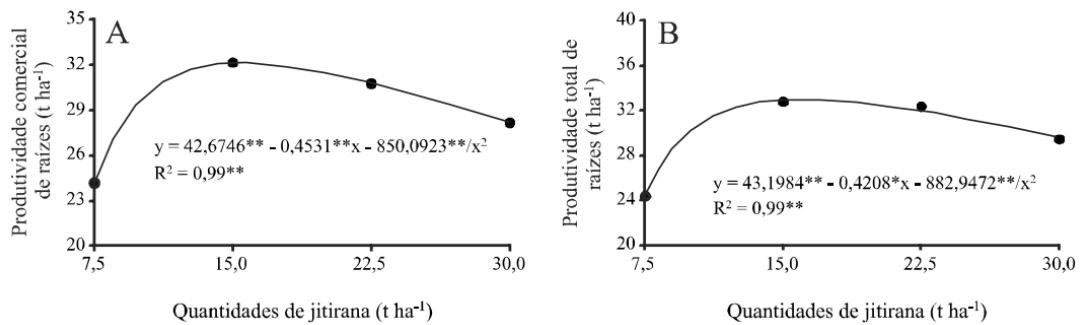 A
Produtividade comercial
de raízes (t ha⁻¹)
35
32
29
26
23
20
y = 42,6746** - 0,4531**x - 850,0923**/x²
R² = 0,99**
7,5
15,0
22,5
30,0
Quantidades de jitirana (t ha⁻¹)
B
Produtividade total de
raízes (t ha⁻¹)
40
36
32
28
24
20
y = 43,1984** - 0,4208*x - 882,9472**/x²
R² = 0,99**
7,5
15,0
22,5
30,0
Quantidades de jitirana (t ha⁻¹)